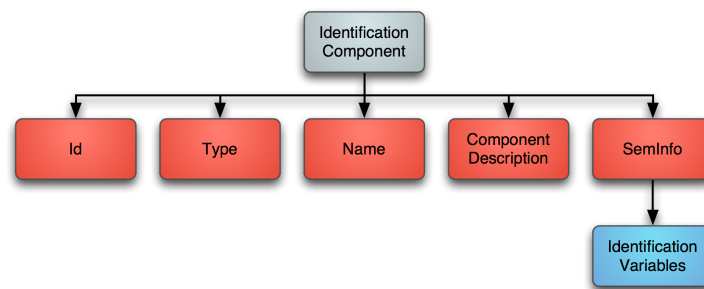 Identification
Component
Id
Type
Name
Component
Description
SemInfo
Identification
Variables